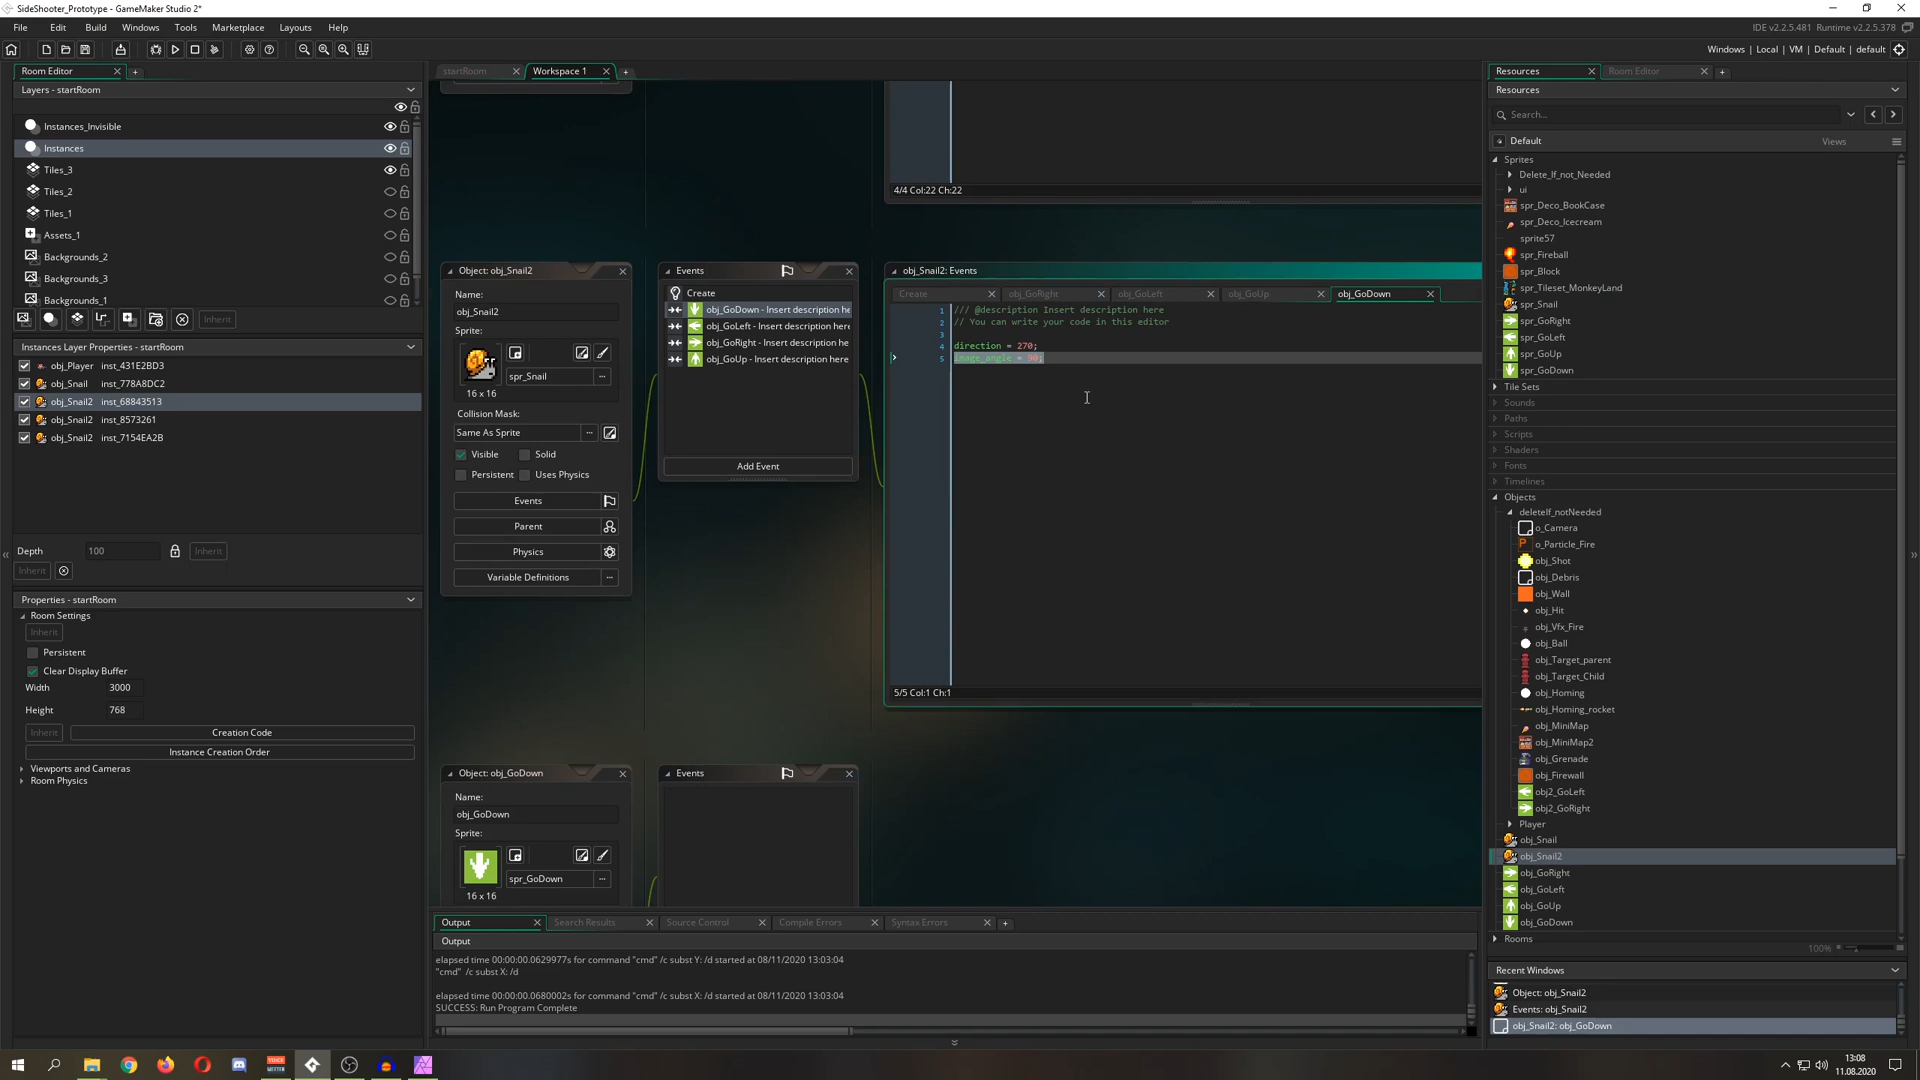 SideShooter_Prototype - GameMaker Studio 2*
File Edit Build Windows Tools Marketplace Layouts Help
IDE v2.2.5.481 Runtime v2.2.5.378
Windows | Local | VM | Default | default
Room Editor
Layers - startRoom
Instances_Invisible
Instances
Tiles_3
Tiles_2
Tiles_1
Assets_1
Backgrounds_2
Backgrounds_3
Backgrounds_1
Inherit
Instances Layer Properties - startRoom
obj_Player inst_431E2BD3
obj_Snail inst_778A8DC2
obj_Snail2 inst_68843513
obj_Snail2 inst_8573261
obj_Snail2 inst_7154EA2B
Depth 100 Inherit
Inherit
Properties - startRoom
Room Settings
Inherit
Persistent
Clear Display Buffer
Width 3000
Height 768
Inherit Creation Code
Instance Creation Order
Viewports and Cameras
Room Physics
startRoom Workspace 1
4/4 Col:22 Ch:22
Object: obj_Snail2
Name:
obj_Snail2
Sprite:
spr_Snail
16 x 16
Collision Mask:
Same As Sprite
Visible Solid
Persistent Uses Physics
Events
Parent
Physics
Variable Definitions
Events
Create
obj_GoDown - Insert description he
obj_GoLeft - Insert description here
obj_GoRight - Insert description he
obj_GoUp - Insert description here
Add Event
obj_Snail2: Events
Create obj_GoRight obj_GoLeft obj_GoUp obj_GoDown
1 /// @description Insert description here
2 // You can write your code in this editor
3
4 direction = 270;
5 image_angle = 90;
5/5 Col:1 Ch:1
Object: obj_GoDown
Name:
obj_GoDown
Sprite:
spr_GoDown
16 x 16
Events
Output Search Results Source Control Compile Errors Syntax Errors
Output
elapsed time 00:00:00.0629977s for command "cmd" /c subst Y: /d started at 08/11/2020 13:03:04
"cmd" /c subst X: /d
elapsed time 00:00:00.0680002s for command "cmd" /c subst X: /d started at 08/11/2020 13:03:04
SUCCESS: Run Program Complete
Resources Room Editor
Resources
Search...
Default Views
Sprites
Delete_If_not_Needed
ui
spr_Deco_BookCase
spr_Deco_Icecream
sprite57
spr_Fireball
spr_Block
spr_Tileset_MonkeyLand
spr_Snail
spr_GoRight
spr_GoLeft
spr_GoUp
spr_GoDown
Tile Sets
Sounds
Paths
Scripts
Shaders
Fonts
Timelines
Objects
deleteIf_notNeeded
o_Camera
o_Particle_Fire
obj_Shot
obj_Debris
obj_Wall
obj_Hit
obj_Vfx_Fire
obj_Ball
obj_Target_parent
obj_Target_Child
obj_Homing
obj_Homing_rocket
obj_MiniMap
obj_MiniMap2
obj_Grenade
obj_Firewall
obj2_GoLeft
obj2_GoRight
Player
obj_Snail
obj_Snail2
obj_GoRight
obj_GoLeft
obj_GoUp
obj_GoDown
Rooms
100%
Recent Windows
Object: obj_Snail2
Events: obj_Snail2
obj_Snail2: obj_GoDown
13:08
11.08.2020